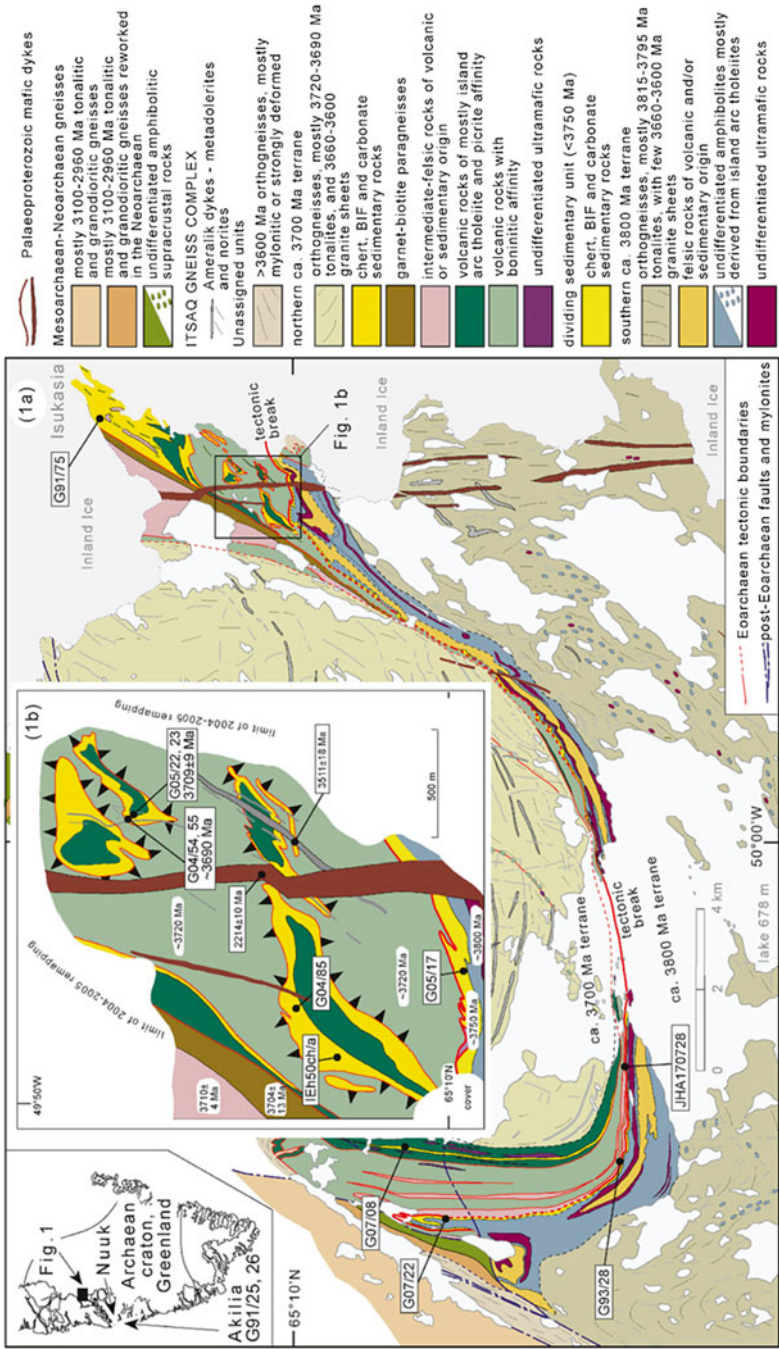 Fig.1
Nuuk
Archaean
craton,
Greenland
Akilia
G91/25, 26
65°10'N
(1a)
Isukasia
G91/75
Inland Ice
tectonic
break
Fig. 1b
Inland Ice
Inland Ice
(1b)
49°50W
limit of 2004-2005 remapping
limit of 2004-2005 remapping
G05/22, 23
3709±9 Ma
G04/54, 55
~3690 Ma
~3720 Ma
2214±10 Ma
3511±18 Ma
3710±
4 Ma
3704±
13 Ma
G04/85
IEh50ch/a
~3720 Ma
G05/17
~3750 Ma
~3800 Ma
65°10'N
cover
500 m
G07/08
G07/22
G93/28
JHA170728
ca. 3700 Ma terrane
tectonic
break
ca. 3800 Ma terrane
0 2 4 km
lake 678 m
50°00'W
Eoarchaean tectonic boundaries
post-Eoarchaean faults and mylonites
Palaeoproterozoic mafic dykes
Mesoarchaean-Neoarchaean gneisses
mostly 3100-2960 Ma tonalitic
and granodioritic gneisses
mostly 3100-2960 Ma tonalitic
and granodioritic gneisses reworked
in the Neoarchaean
undifferentiated amphibolitic
supracrustal rocks
ITSAQ GNEISS COMPLEX
Ameralik dykes - metadolerites
and norites
Unassigned units
>3600 Ma orthogneisses, mostly
mylonitic or strongly deformed
northern ca. 3700 Ma terrane
orthogneisses, mostly 3720-3690 Ma
tonalites, and 3660-3600
granite sheets
chert, BIF and carbonate
sedimentary rocks
garnet-biotite paragneisses
intermediate-felsic rocks of volcanic
or sedimentary origin
volcanic rocks of mostly island
arc tholeiite and picrite affinity
volcanic rocks with
boninitic affinity
undifferentiated ultramafic rocks
dividing sedimentary unit (<3750 Ma)
chert, BIF and carbonate
sedimentary rocks
southern ca. 3800 Ma terrane
orthogneisses, mostly 3815-3795 Ma
tonalites, with few 3660-3600 Ma
granite sheets
felsic rocks of volcanic and/or
sedimentary origin
undifferentiated amphibolites mostly
derived from island arc tholeiites
undifferentiated ultramafic rocks